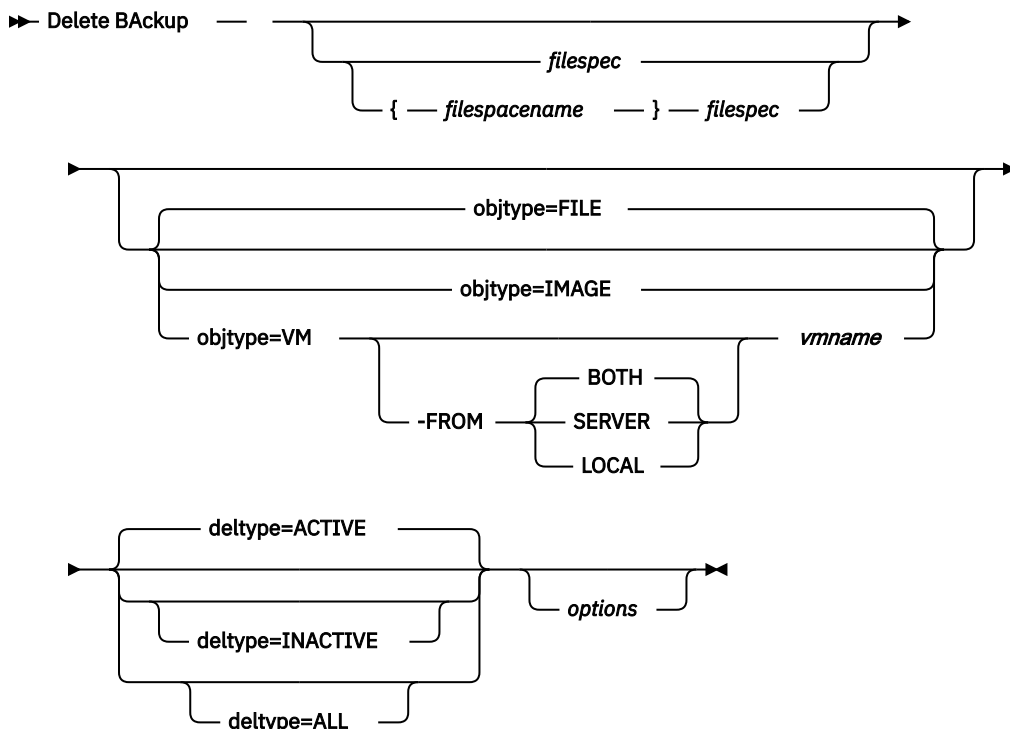 Delete BAckup
filespec
{ filespacename } filespec
objtype=FILE
objtype=IMAGE
objtype=VM vmname
BOTH
-FROM SERVER
LOCAL
deltype=ACTIVE
options
deltype=INACTIVE
deltype=ALL